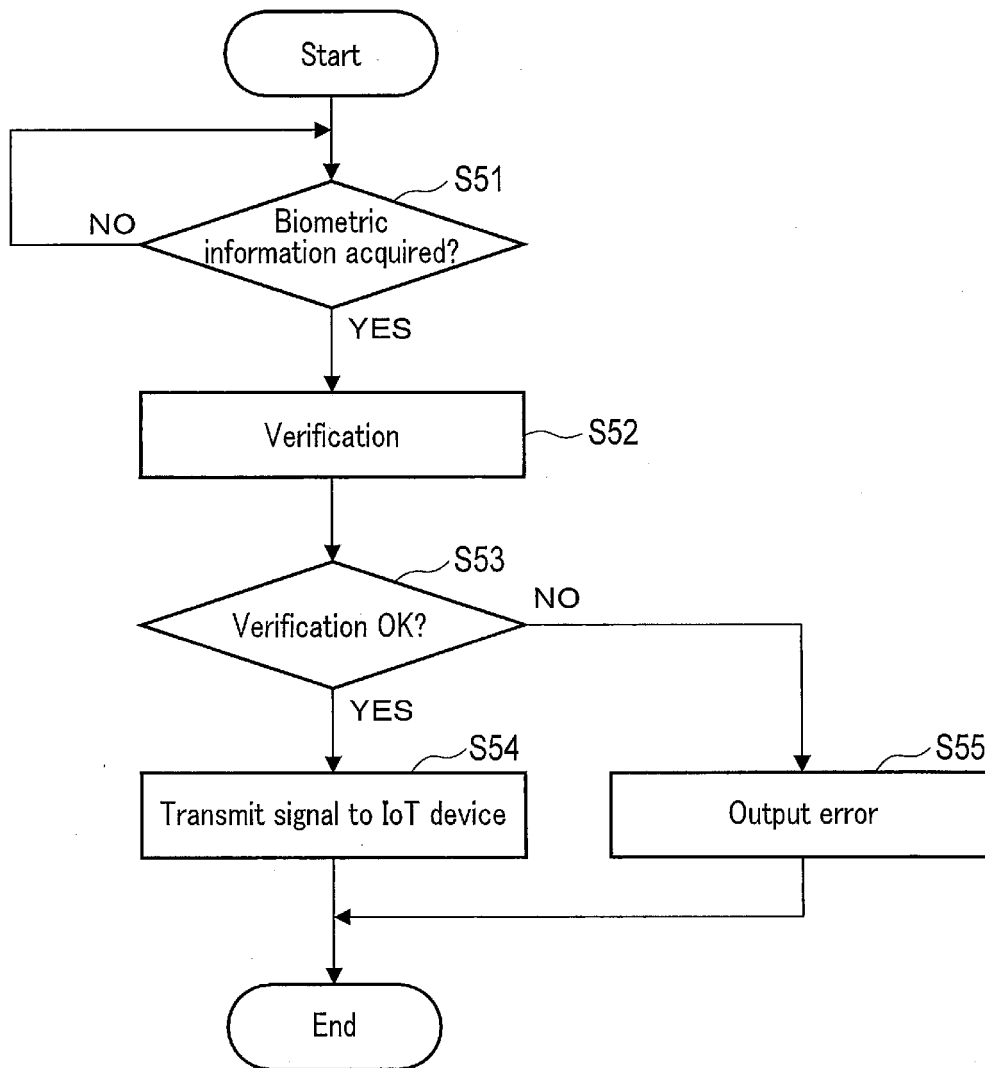 Start
S51
Biometric
information acquired?
NO
YES
Verification
S52
S53
Verification OK?
NO
YES
S54
Transmit signal to IoT device
S55
Output error
End